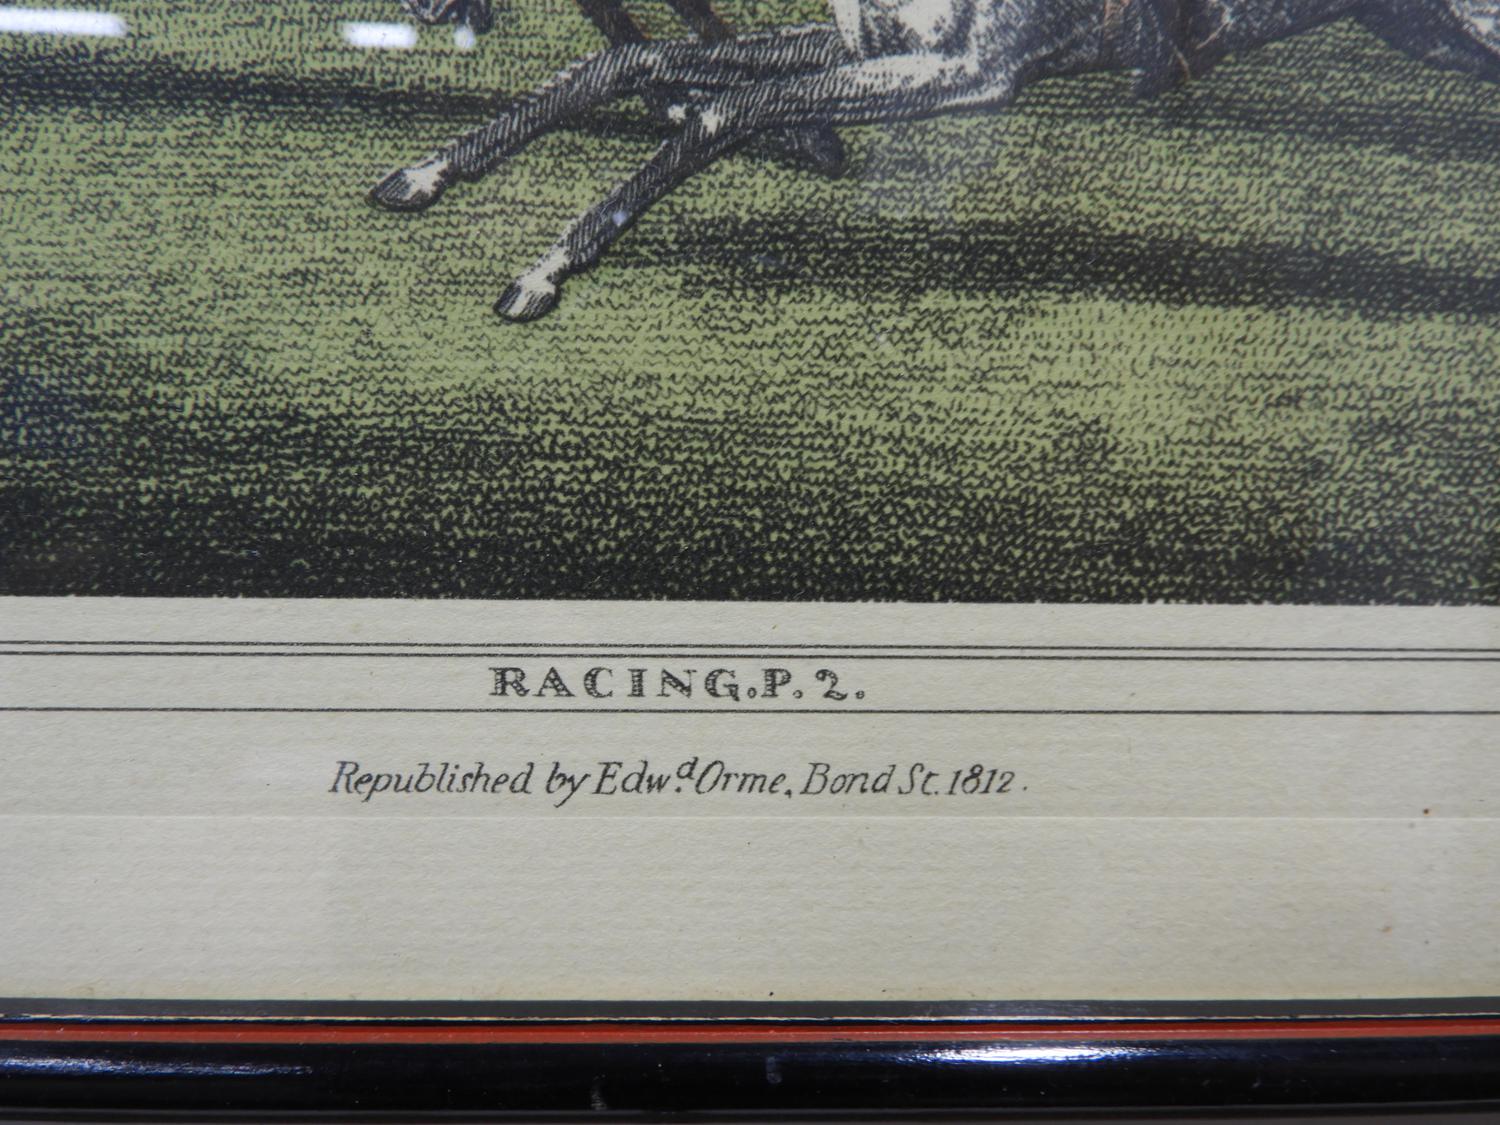 RACING. P. 2.
Republished by Edwd. Orme, Bond St. 1812.